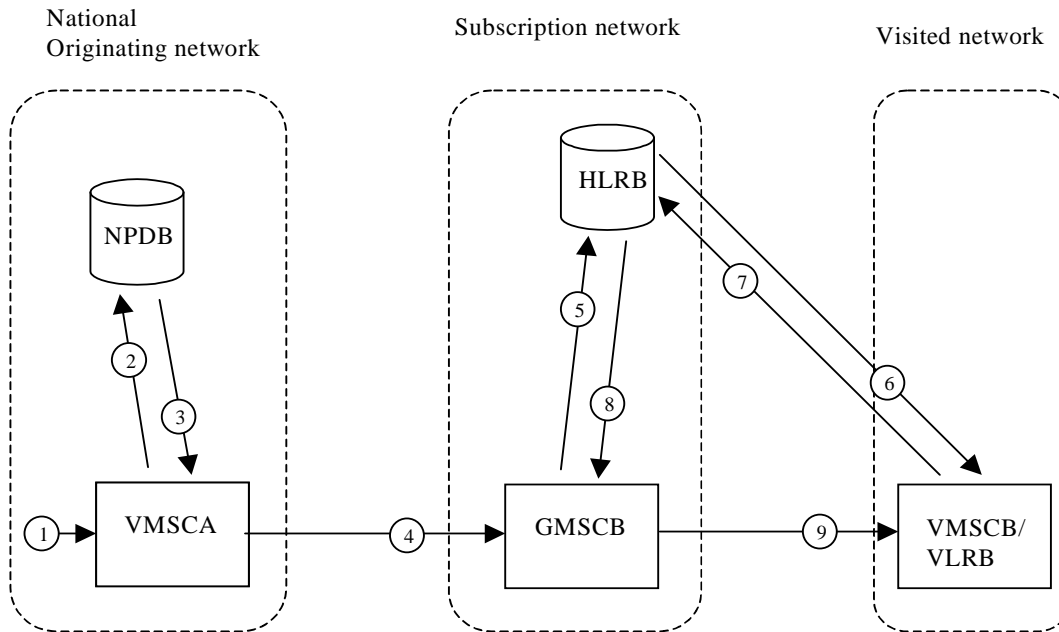 National
Originating network
Subscription network
Visited network
HLRB
NPDB
7
5
2
6
3
8
VMSCA
GMSCB
VMSCB/
VLRB
1
4
9